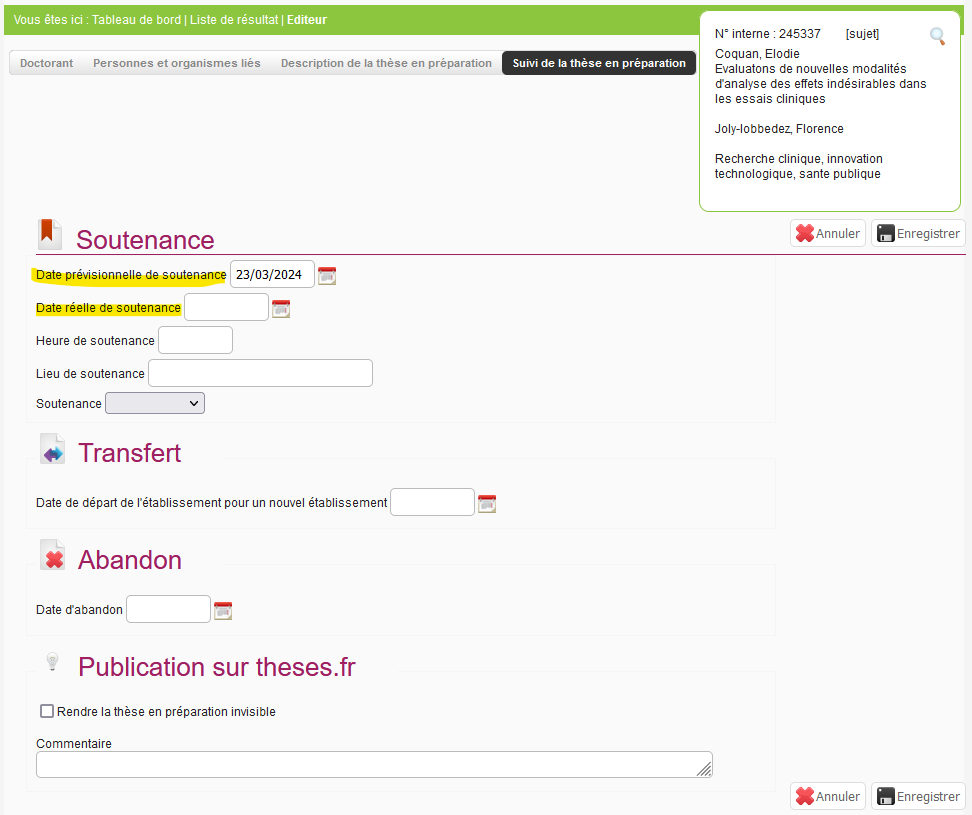 Vous êtes ici : Tableau de bord | Liste de résultat | Editeur
Doctorant Personnes et organismes liés Description de la thèse en préparation Suivi de la thèse en préparation
N° interne : 245337 [sujet]
Coquan, Elodie
Evaluatons de nouvelles modalités
d'analyse des effets indésirables dans
les essais cliniques
Joly-lobbedez, Florence
Recherche clinique, innovation
technologique, sante publique
Annuler Enregistrer
Soutenance
Date prévisionnelle de soutenance 23/03/2024
Date réelle de soutenance
Heure de soutenance
Lieu de soutenance
Soutenance
Transfert
Date de départ de l'établissement pour un nouvel établissement
Abandon
Date d'abandon
Publication sur theses.fr
Rendre la thèse en préparation invisible
Commentaire
Annuler Enregistrer